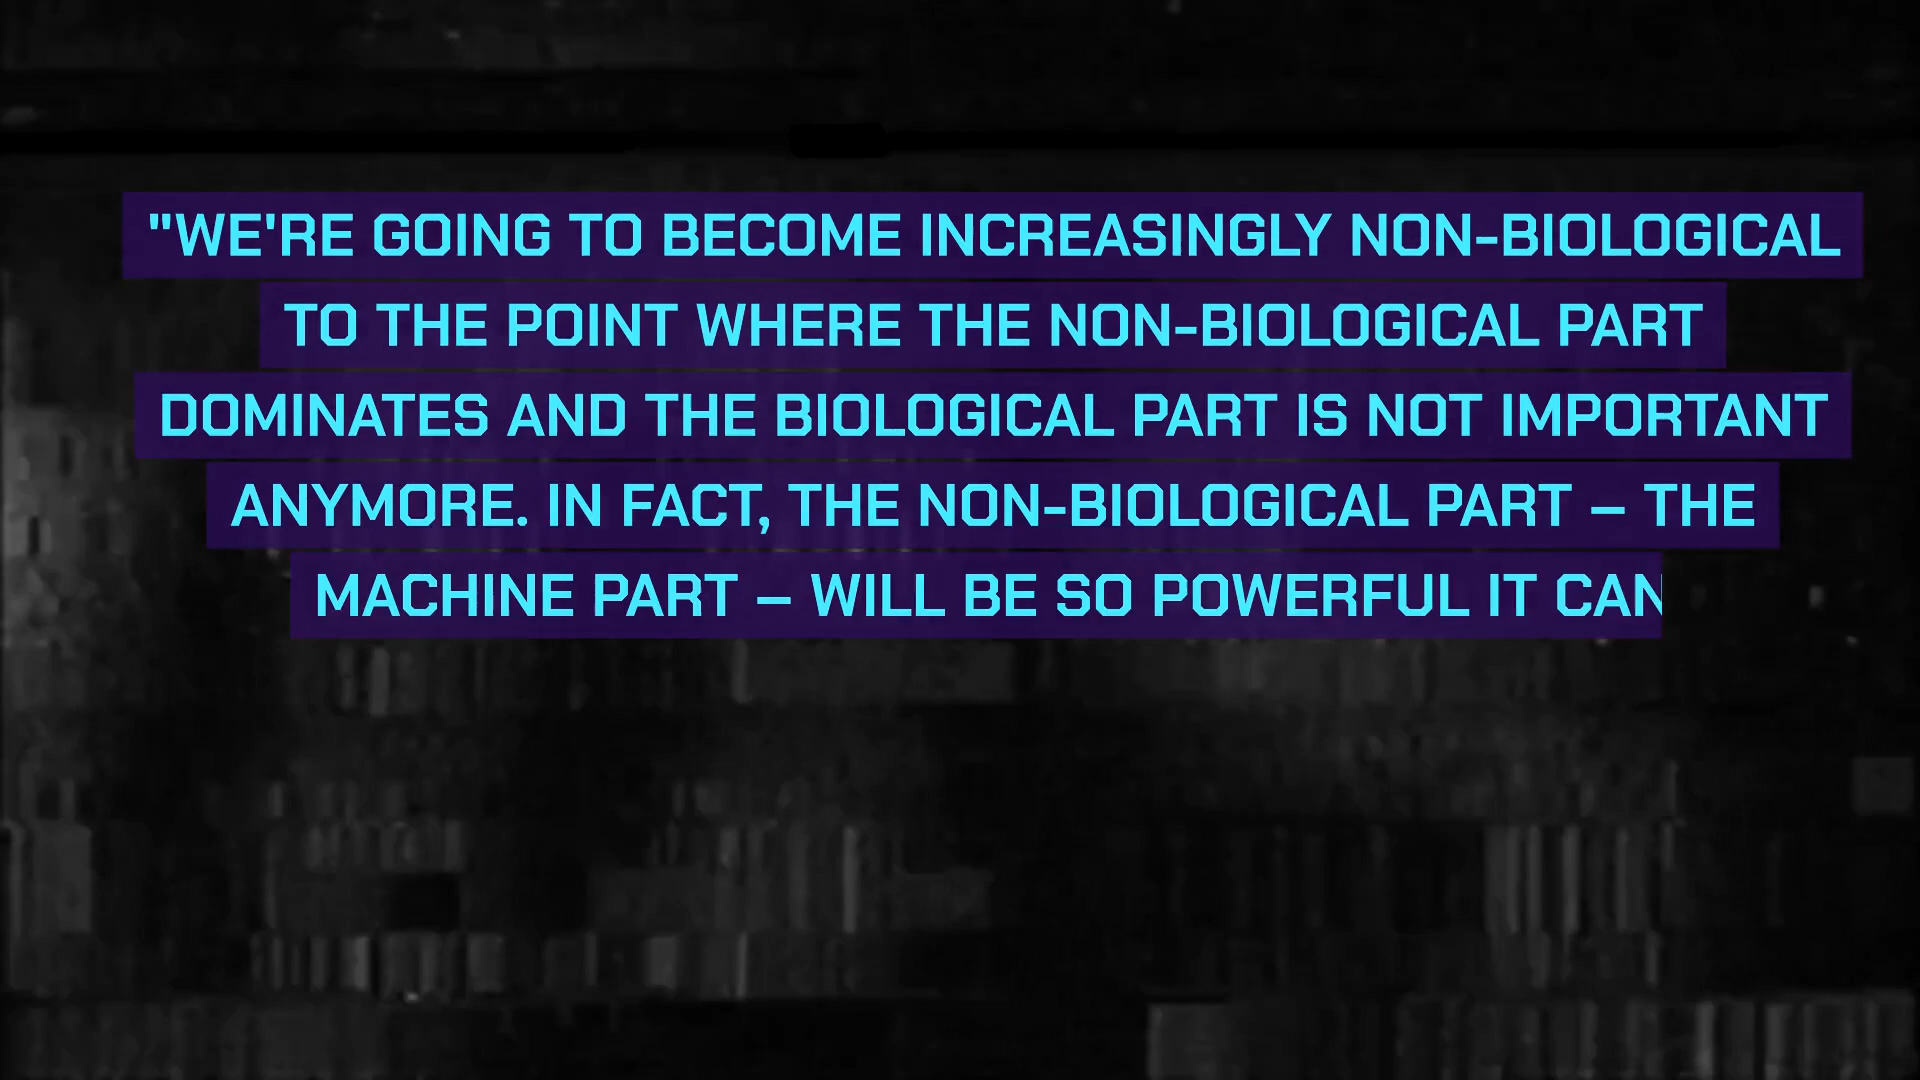 "WE'RE GOING TO BECOME INCREASINGLY NON-BIOLOGICAL
TO THE POINT WHERE THE NON-BIOLOGICAL PART
DOMINATES AND THE BIOLOGICAL PART IS NOT IMPORTANT
ANYMORE. IN FACT, THE NON-BIOLOGICAL PART – THE
MACHINE PART – WILL BE SO POWERFUL IT CAN